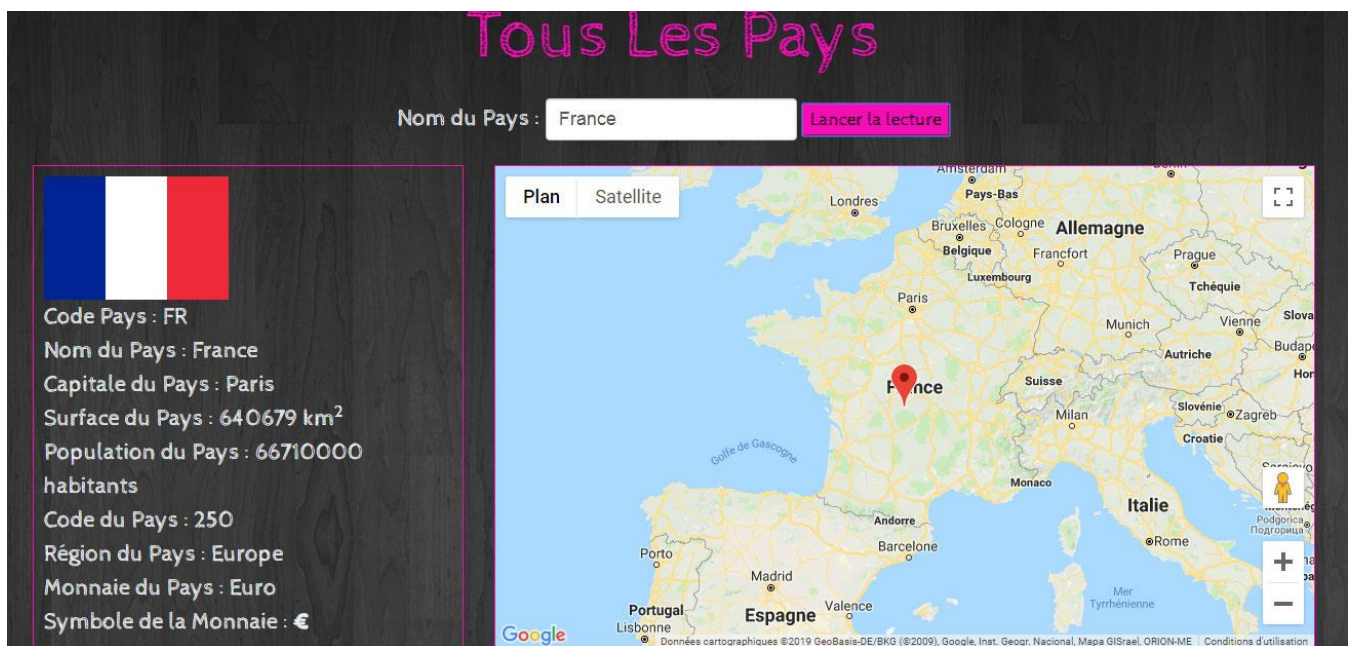 Tous Les Pays
Nom du Pays : France Lancer la lecture
Code Pays : FR
Nom du Pays : France
Capitale du Pays : Paris
Surface du Pays : 640679 km²
Population du Pays : 66710000
habitants
Code du Pays : 250
Région du Pays : Europe
Monnaie du Pays : Euro
Symbole de la Monnaie : €
Plan Satellite
Amsterdam
Pays-Bas
Londres
Bruxelles Cologne Allemagne
Belgique Francfort Prague
Luxembourg Tchéquie
Paris
Munich Vienne Slova
Autriche Budap
France Suisse Hon
Milan Slovénie Zagreb
Croatie
Golfe de Gascogne
Monaco
Italie
Andorre Podgorica
Подгорица
Porto Barcelone Rome
Madrid
Mer
Tyrrhénienne
Portugal Espagne Valence
Lisbonne
Google Données cartographiques ©2019 GeoBasis-DE/BKG (©2009), Google, Inst. Geogr. Nacional, Mapa GISrael, ORION-ME Conditions d'utilisation